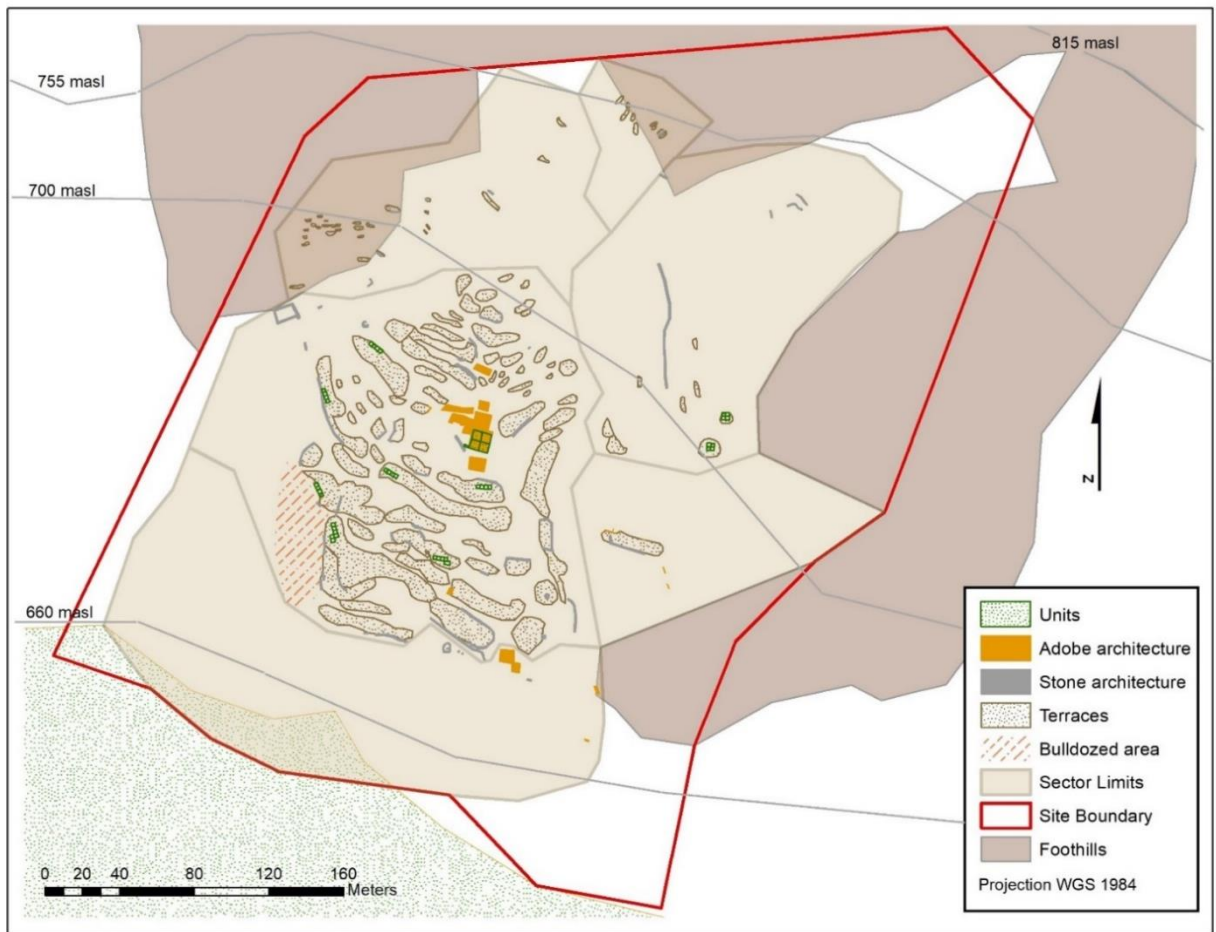 815 masl
755 masl
700 masl
N
660 masl
Units
Adobe architecture
Stone architecture
Terraces
Bulldozed area
Sector Limits
Site Boundary
Foothills
Projection WGS 1984
0 20 40 80 120 160
Meters